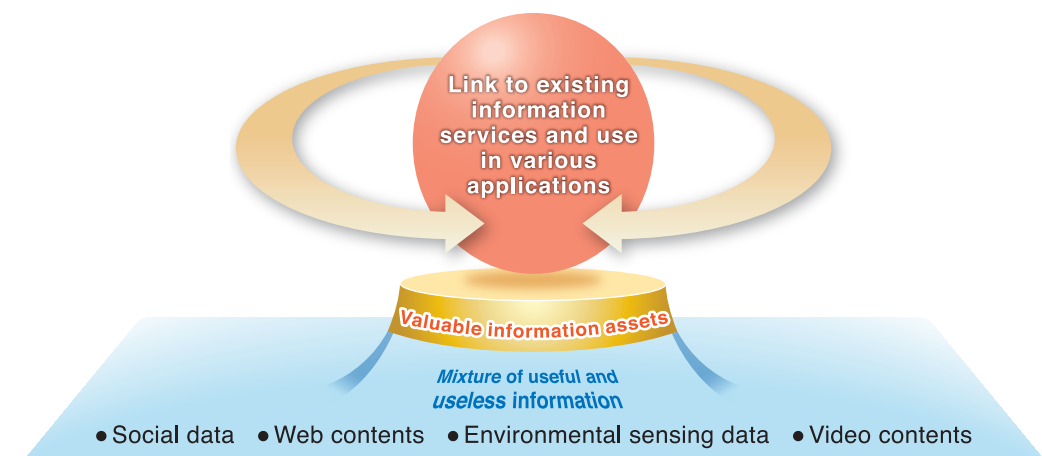 Link to existing
information
services and use
in various
applications
Valuable information assets
Mixture of useful and
useless information
● Social data ● Web contents ● Environmental sensing data ● Video contents